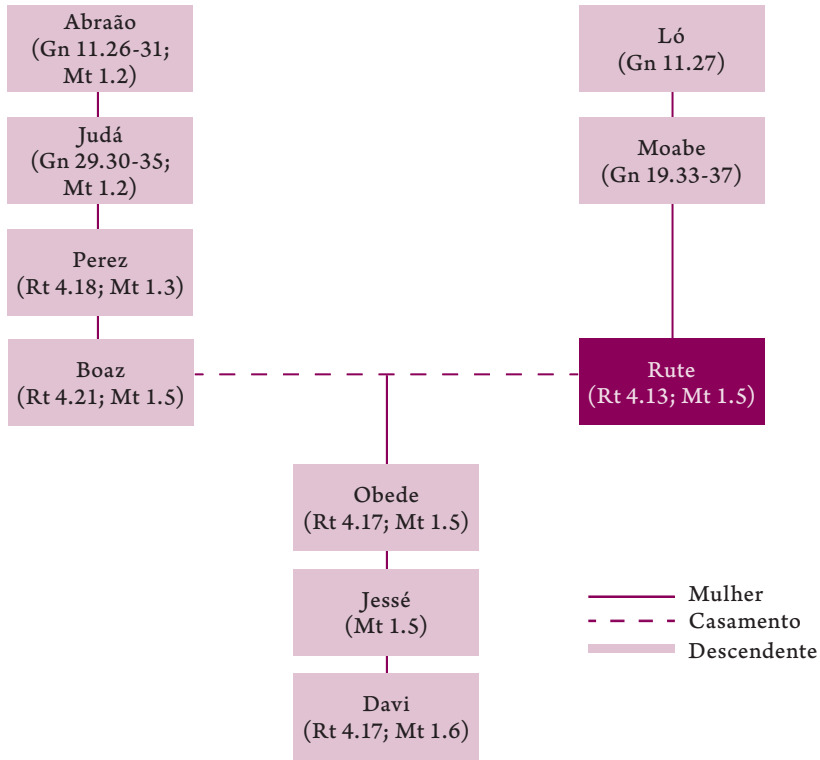 Abraão
(Gn 11.26-31;
Mt 1.2)
Ló
(Gn 11.27)
Judá
(Gn 29.30-35;
Mt 1.2)
Moabe
(Gn 19.33-37)
Perez
(Rt 4.18; Mt 1.3)
Boaz
(Rt 4.21; Mt 1.5)
Rute
(Rt 4.13; Mt 1.5)
Obede
(Rt 4.17; Mt 1.5)
Jessé
(Mt 1.5)
Davi
(Rt 4.17; Mt 1.6)
Mulher
Casamento
Descendente